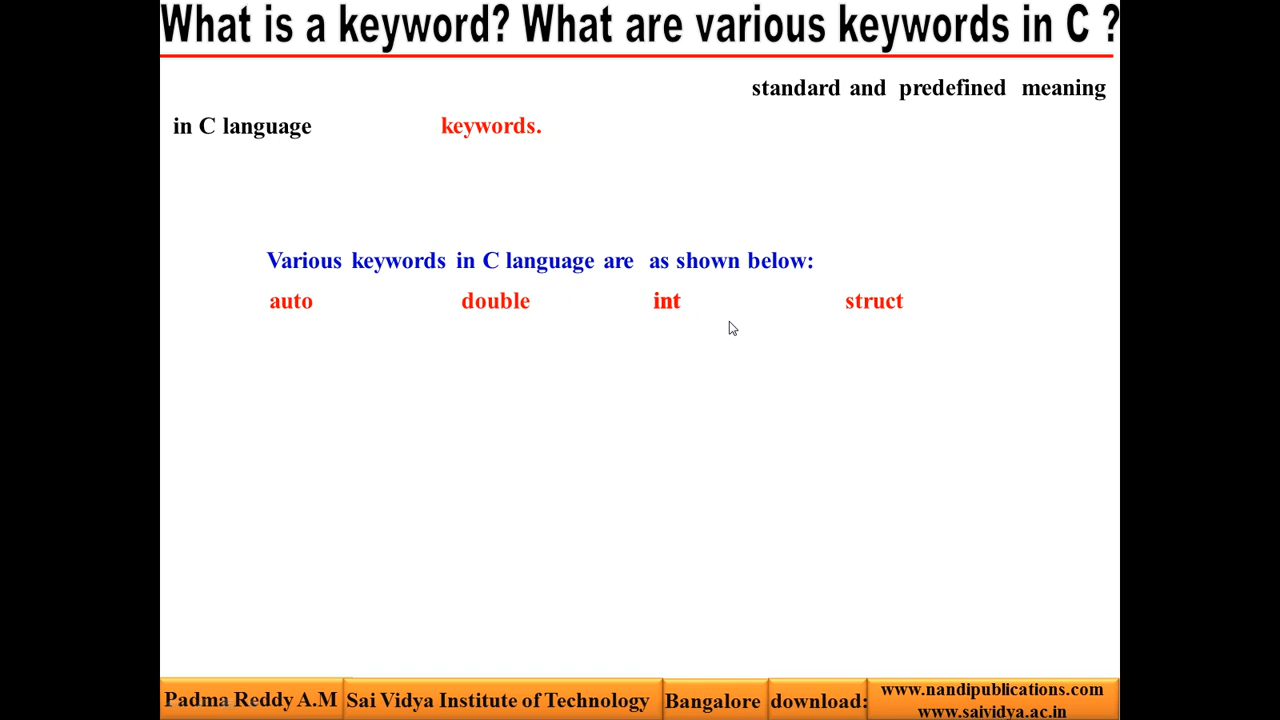 What is a keyword? What are various keywords in C ?
standard and predefined meaning
in C language keywords.
Various keywords in C language are as shown below:
auto double int struct
Padma Reddy A.M Sai Vidya Institute of Technology Bangalore download: www.nandipublications.com
www.saividya.ac.in